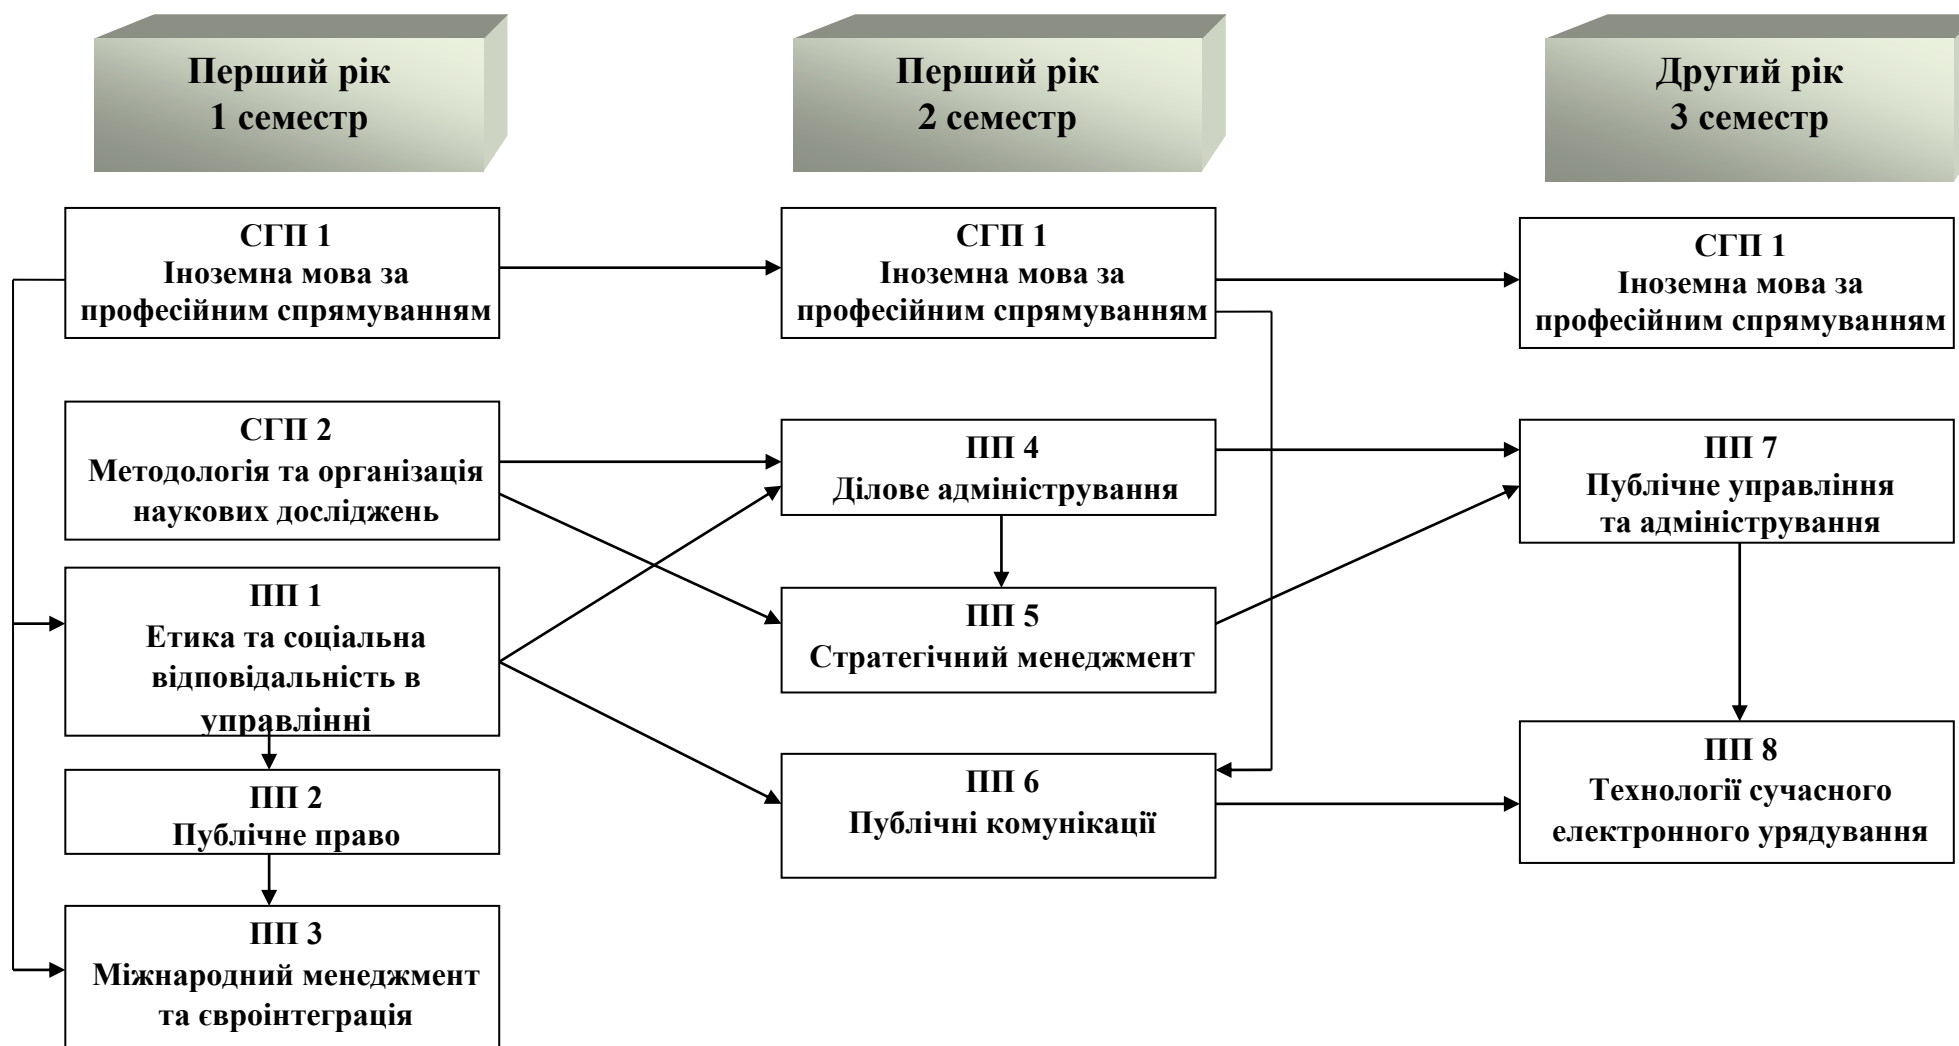 Перший рік
1 семестр
Перший рік
2 семестр
Другий рік
3 семестр
СГП 1
Іноземна мова за
професійним спрямуванням
СГП 1
Іноземна мова за
професійним спрямуванням
СГП 1
Іноземна мова за
професійним спрямуванням
СГП 2
Методологія та організація
наукових досліджень
ПП 4
Ділове адміністрування
ПП 7
Публічне управління
та адміністрування
ПП 1
Етика та соціальна
відповідальність в
управлінні
ПП 5
Стратегічний менеджмент
ПП 2
Публічне право
ПП 6
Публічні комунікації
ПП 8
Технології сучасного
електронного урядування
ПП 3
Міжнародний менеджмент
та євроінтеграція